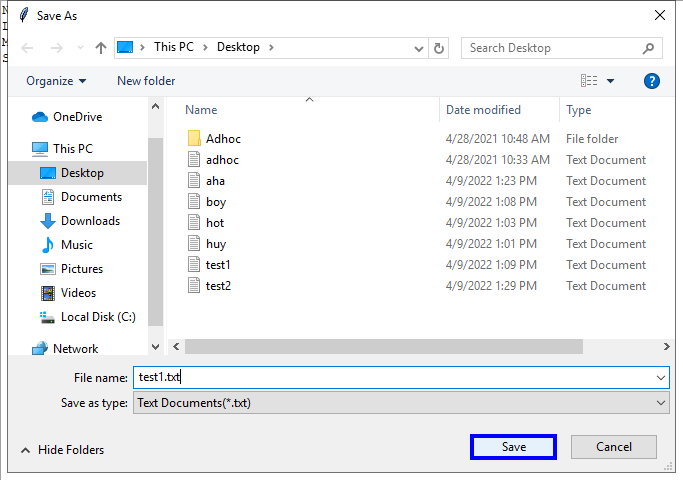 Save As
This PC
Desktop
Search Desktop
Organize
New folder
?
Name Date modified Type
OneDrive
This PC
Desktop
Documents
Downloads
Music
Pictures
Videos
Local Disk (C:)
Network
Adhoc 4/28/2021 10:48 AM File folder
adhoc 4/28/2021 10:33 AM Text Document
aha 4/9/2022 1:23 PM Text Document
boy 4/9/2022 1:08 PM Text Document
hot 4/9/2022 1:03 PM Text Document
huy 4/9/2022 1:01 PM Text Document
test1 4/9/2022 1:09 PM Text Document
test2 4/9/2022 1:29 PM Text Document
File name: test1.txt
Save as type: Text Documents(*.txt)
Hide Folders
Save
Cancel